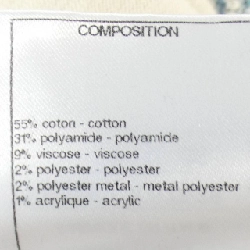 COMPOSITION
55% coton - cotton
31% polyamide - polyamide
9% viscose - viscose
2% polyester - polyester
2% polyester metal - metal polyester
1% acrylique - acrylic